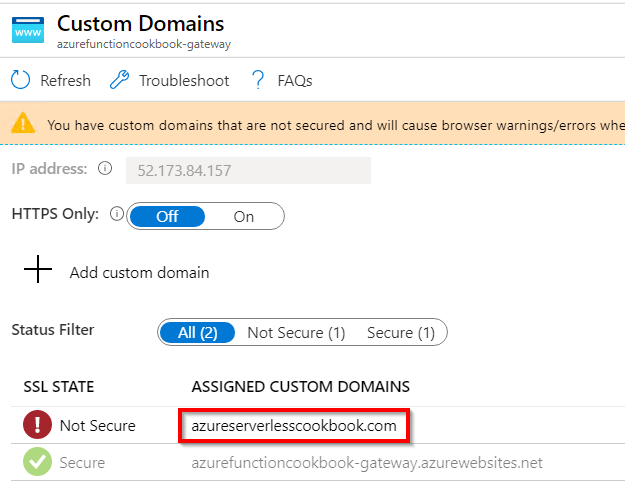 www
Custom Domains
azurefunctioncookbook-gateway
Refresh Troubleshoot ? FAQs
You have custom domains that are not secured and will cause browser warnings/errors whe
IP address: 52.173.84.157
HTTPS Only: Off On
Add custom domain
Status Filter All (2) Not Secure (1) Secure (1)
SSL STATE ASSIGNED CUSTOM DOMAINS
Not Secure azureserverlesscookbook.com
Secure azurefunctioncookbook-gateway.azurewebsites.net